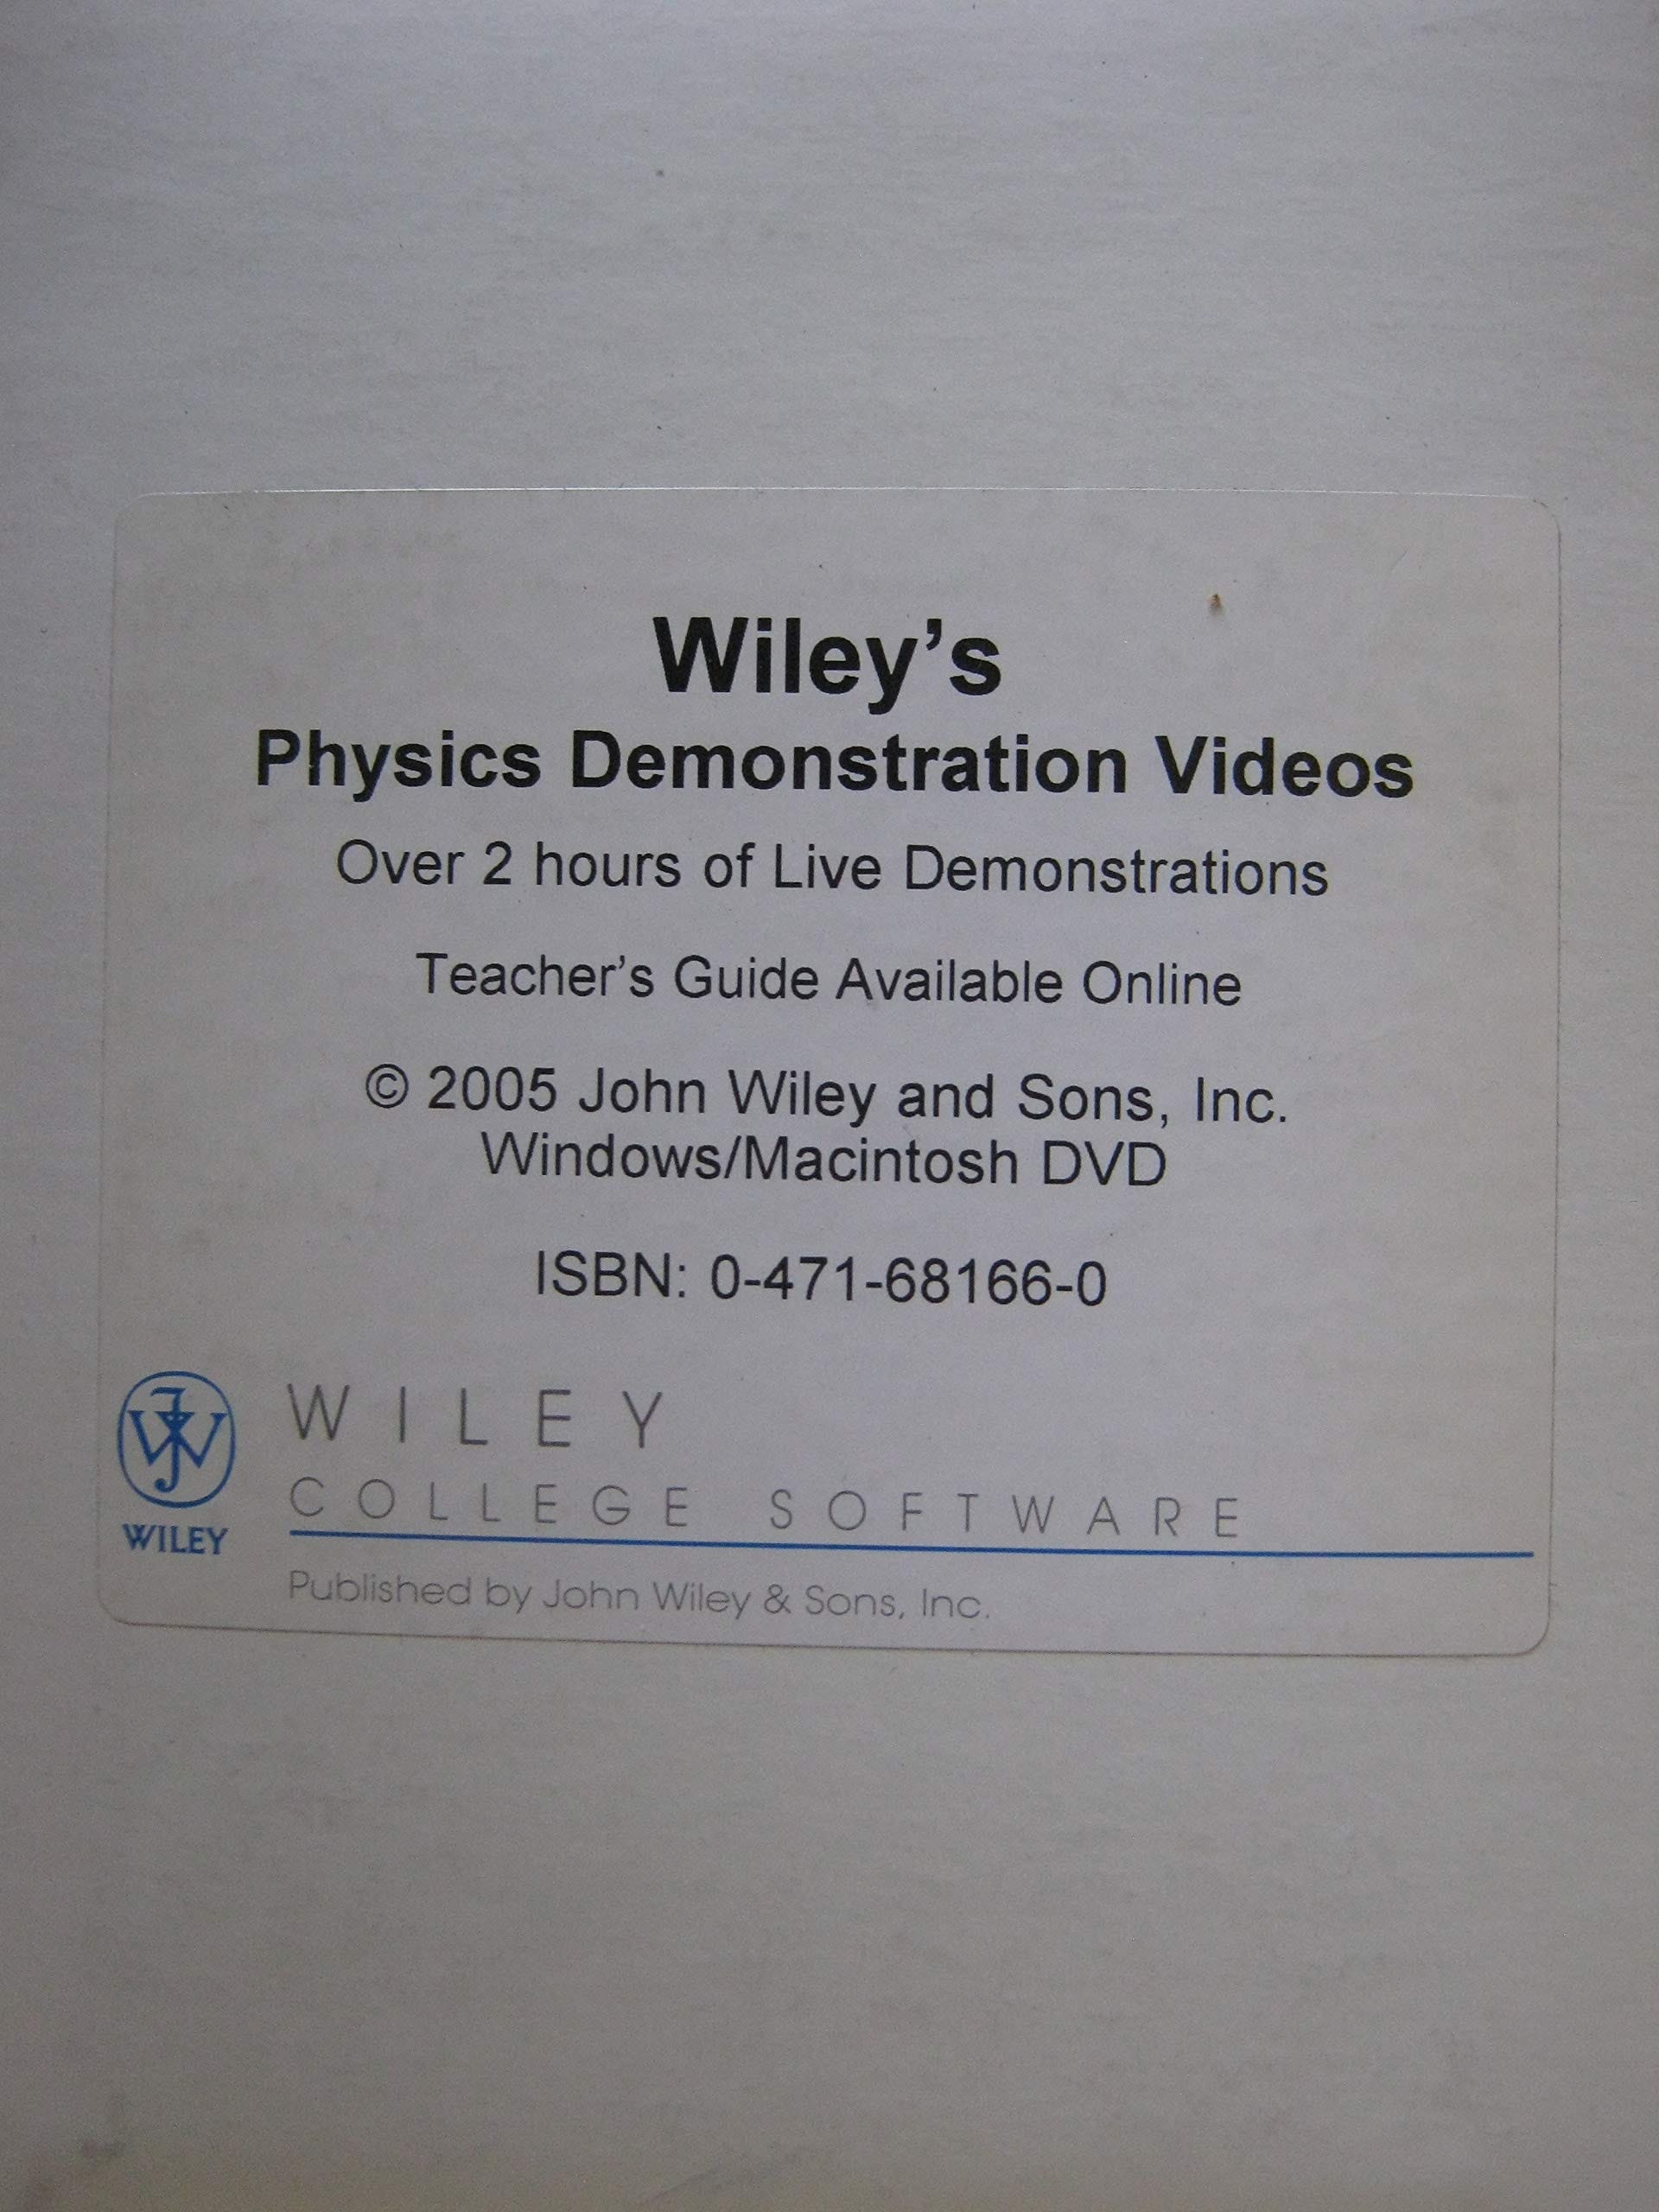 Wiley’s
Physics Demonstration Videos
Over 2 hours of Live Demonstrations
Teacher’s Guide Available Online
© 2005 John Wiley and Sons, Inc.
Windows/Macintosh DVD
ISBN: 0-471-68166-0
WILEY
COLLEGE SOFTWARE
WILEY
Published by John Wiley & Sons, Inc.